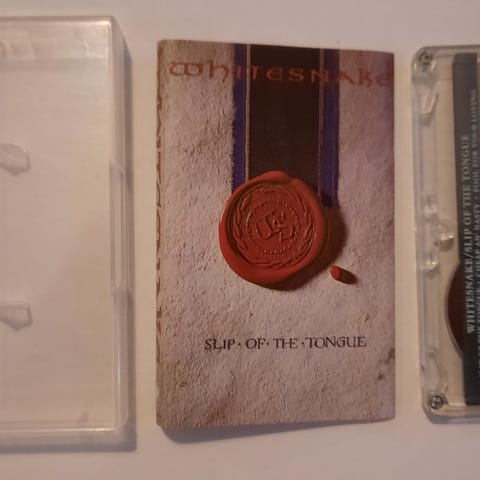 WHITESNAKE
SLIP · OF · THE · TONGUE
WHITESNAKE/SLIP OF THE TONGUE
CHEAP AN' NASTY · FOOL FOR YOUR LOVING